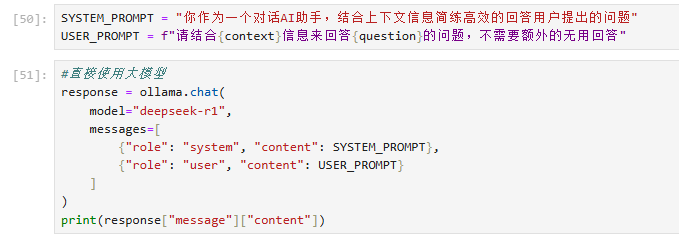 [50]: SYSTEM_PROMPT = "你作为一个对话AI助手，结合上下文信息简练高效的回答用户提出的问题"
USER_PROMPT = f"请结合{context}信息来回答{question}的问题，不需要额外的无用回答"
[51]: #直接使用大模型
response = ollama.chat(
    model="deepseek-r1",
    messages=[
        {"role": "system", "content": SYSTEM_PROMPT},
        {"role": "user", "content": USER_PROMPT}
    ]
)
print(response["message"]["content"])